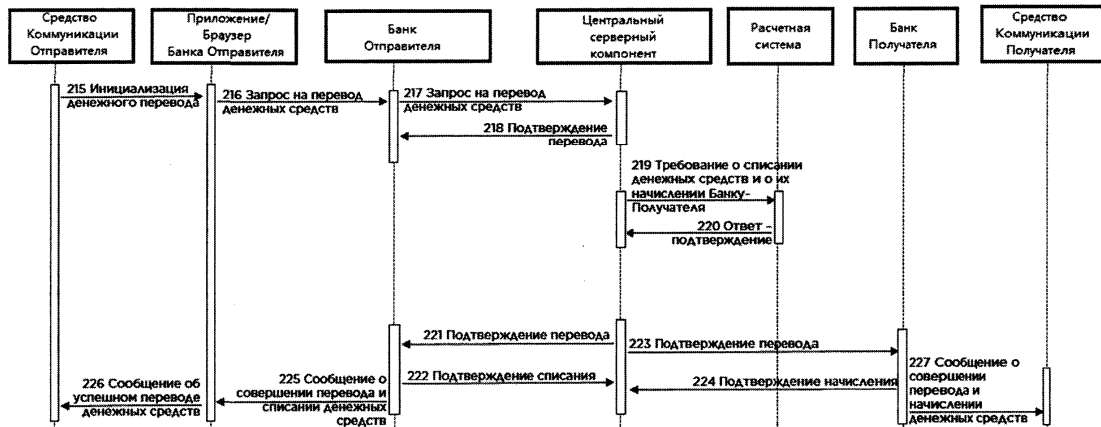 Средство
Коммуникации
Отправителя
Приложение/
Браузер
Банка Отправителя
Банк
Отправителя
Центральный
серверный
компонент
Расчетная
система
Банк
Получателя
Средство
Коммуникации
Получателя
215 Инициализация
денежного перевода
216 Запрос на перевод
денежных средств
217 Запрос на перевод
денежных средств
218 Подтверждение
перевода
219 Требование о списании
денежных средств и о их
начислении Банку-
Получателя
220 Ответ -
подтверждение
221 Подтверждение перевода
223 Подтверждение перевода
222 Подтверждение списания
224 Подтверждение начисления
225 Сообщение о
совершении перевода и
списании денежных
средств
226 Сообщение об
успешном переводе
денежных средств
227 Сообщение о
совершении
перевода и
начислении
денежных средств